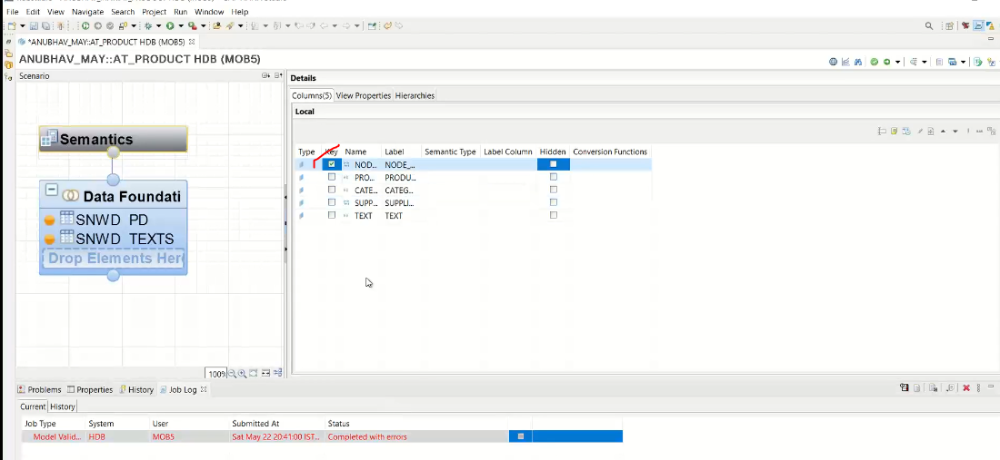 File Edit View Navigate Search Project Run Window Help
*ANUBHAV_MAY::AT_PRODUCT HDB (MOB5)
ANUBHAV_MAY::AT_PRODUCT HDB (MOB5)
Scenario
Semantics
Data Foundati
SNWD_PD
SNWD_TEXTS
Drop Elements Her
100%
Details
Columns(5) View Properties Hierarchies
Local
Type Key Name Label Semantic Type Label Column Hidden Conversion Functions
NOD... NODE_...
PRO... PRODU...
CATE... CATEG...
SUPP... SUPPLI...
TEXT TEXT
Problems Properties History Job Log
Current History
Job Type System User Submitted At Status
Model Valid... HDB MOB5 Sat May 22 20:41:00 IST... Completed with errors